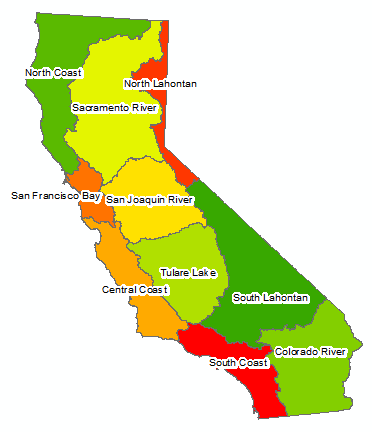 North Coast
North Lahontan
Sacramento River
San Francisco Bay
San Joaquin River
Tulare Lake
Central Coast
South Lahontan
Colorado River
South Coast